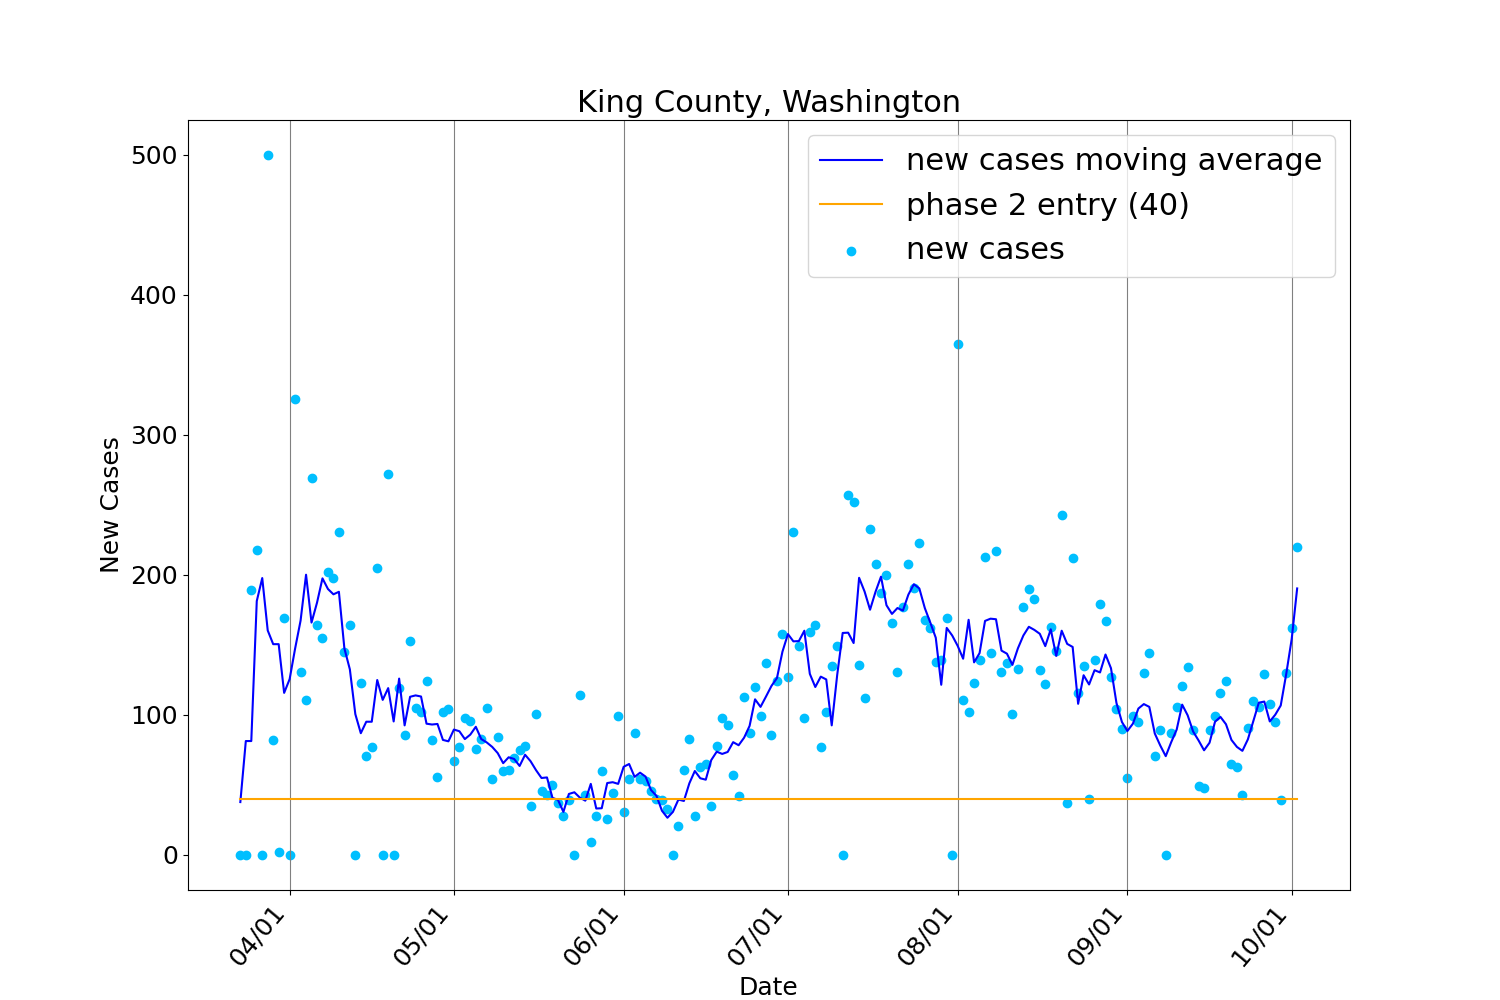 King County, Washington
new cases moving average
phase 2 entry (40)
new cases
500
400
300
200
100
0
New Cases
04/01
05/01
06/01
07/01
08/01
09/01
10/01
Date